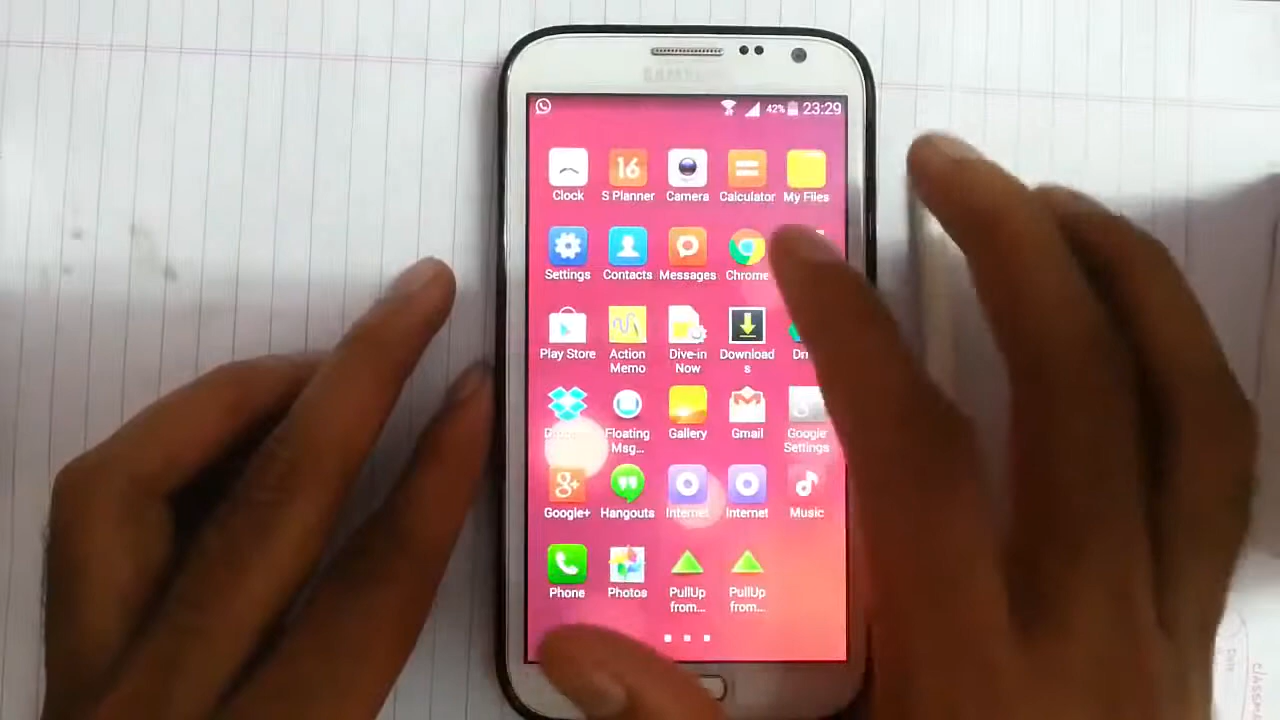 SAMSUNG
42% 23:29
16
Clock S Planner Camera Calculator My Files
Settings Contacts Messages Chrome
Play Store Action Memo Dive-in Now Downloads
Floating Msg... Gallery Gmail Google Settings
g+
Google+ Hangouts Internet Internet Music
Phone Photos PullUp from... PullUp from...